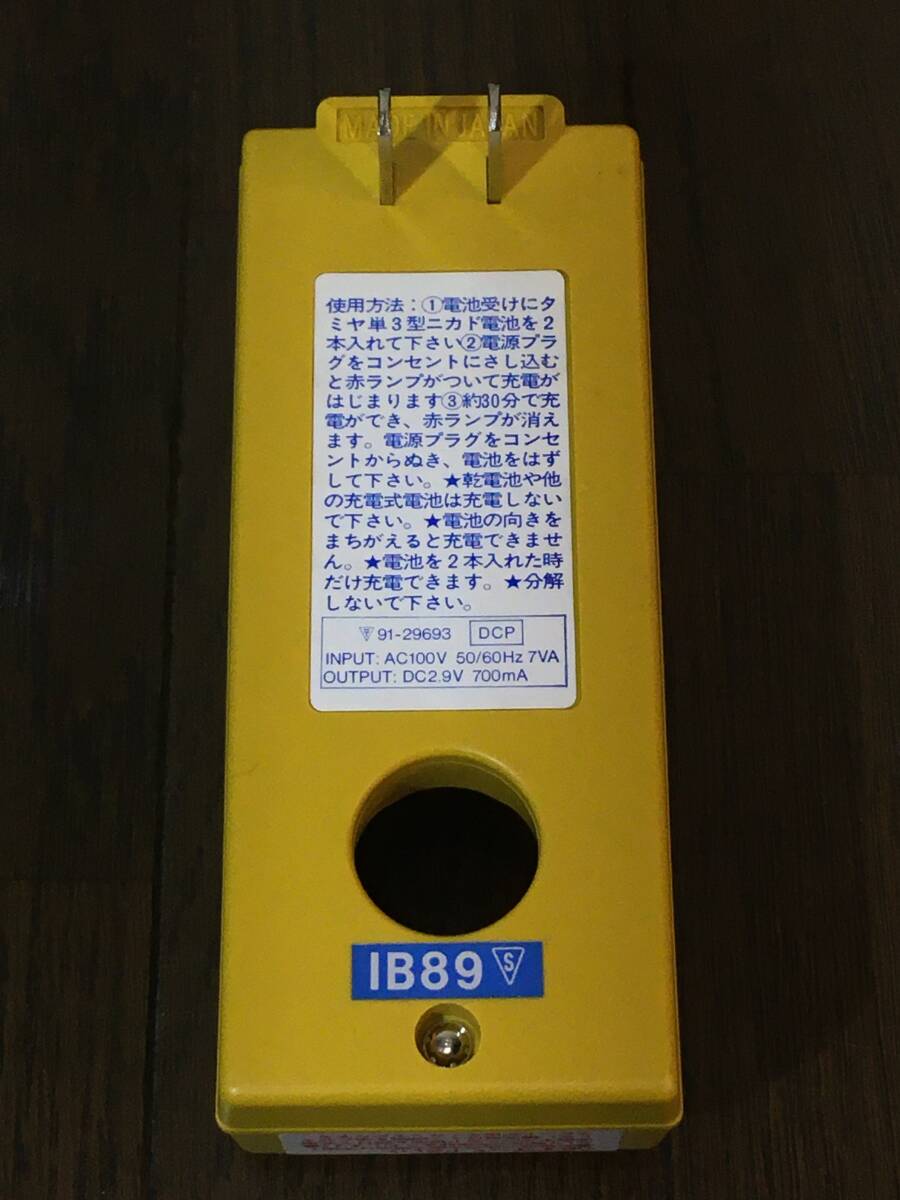 MADE IN JAPAN
使用方法：①電池受けにタ
ミヤ単3型ニカド電池を2
本入れて下さい②電源プラ
グをコンセントにさし込む
と赤ランプがついて充電が
はじまります③約30分で充
電ができ、赤ランプが消え
ます。電源プラグをコンセ
ントからぬき、電池をはず
して下さい。★乾電池や他
の充電式電池は充電しない
で下さい。★電池の向きを
まちがえると充電できませ
ん。★電池を2本入れた時
だけ充電できます。★分解
しないで下さい。
91-29693 DCP
INPUT: AC100V 50/60Hz 7VA
OUTPUT: DC2.9V 700mA
IB89 S